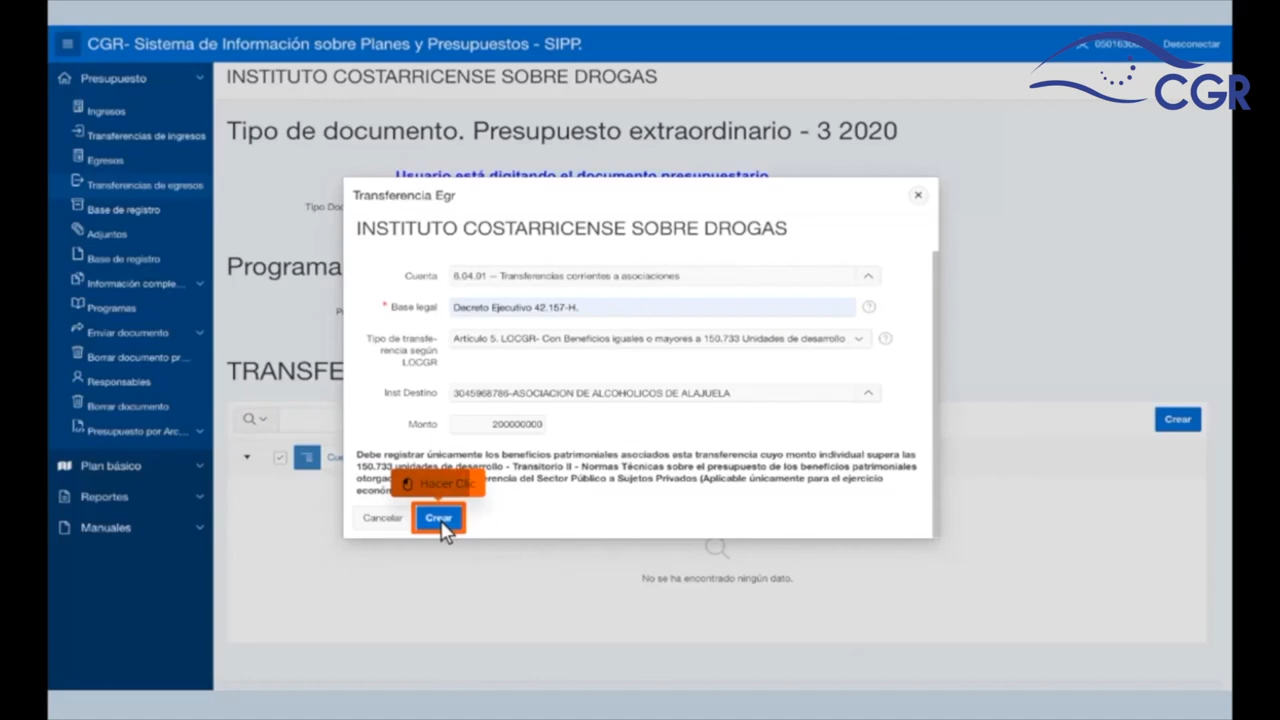 CGR- Sistema de Información sobre Planes y Presupuestos - SIPP.
Desconectar
CGR
Presupuesto
Ingresos
Transferencias de ingresos
Egresos
Transferencias de egresos
Base de registro
Adjuntos
Base de registro
Información comple...
Programas
Enviar documento
Borrar documento pr...
Responsables
Borrar documento
Presupuesto por Arc...
Plan básico
Reportes
Manuales
INSTITUTO COSTARRICENSE SOBRE DROGAS
Tipo de documento. Presupuesto extraordinario - 3 2020
Usuario está digitando el documento presupuestario
Tipo Doc
Programa
TRANSFE
Crear
No se ha encontrado ningún dato.
Transferencia Egr
INSTITUTO COSTARRICENSE SOBRE DROGAS
Cuenta 6.04.01 -- Transferencias corrientes a asociaciones
* Base legal Decreto Ejecutivo 42.157-H.
Tipo de transfe-
rencia según
LOCGR
Artículo 5. LOCGR- Con Beneficios iguales o mayores a 150.733 Unidades de desarrollo
Inst Destino 3045968786-ASOCIACION DE ALCOHOLICOS DE ALAJUELA
Monto 200000000
Debe registrar únicamente los beneficios patrimoniales asociados esta transferencia cuyo monto individual supera las
150.733 unidades de desarrollo - Transitorio II - Normas Técnicas sobre el presupuesto de los beneficios patrimoniales
otorgad erencia del Sector Público a Sujetos Privados (Aplicable únicamente para el ejercicio
económ
Hacer Clic
Cancelar
Crear